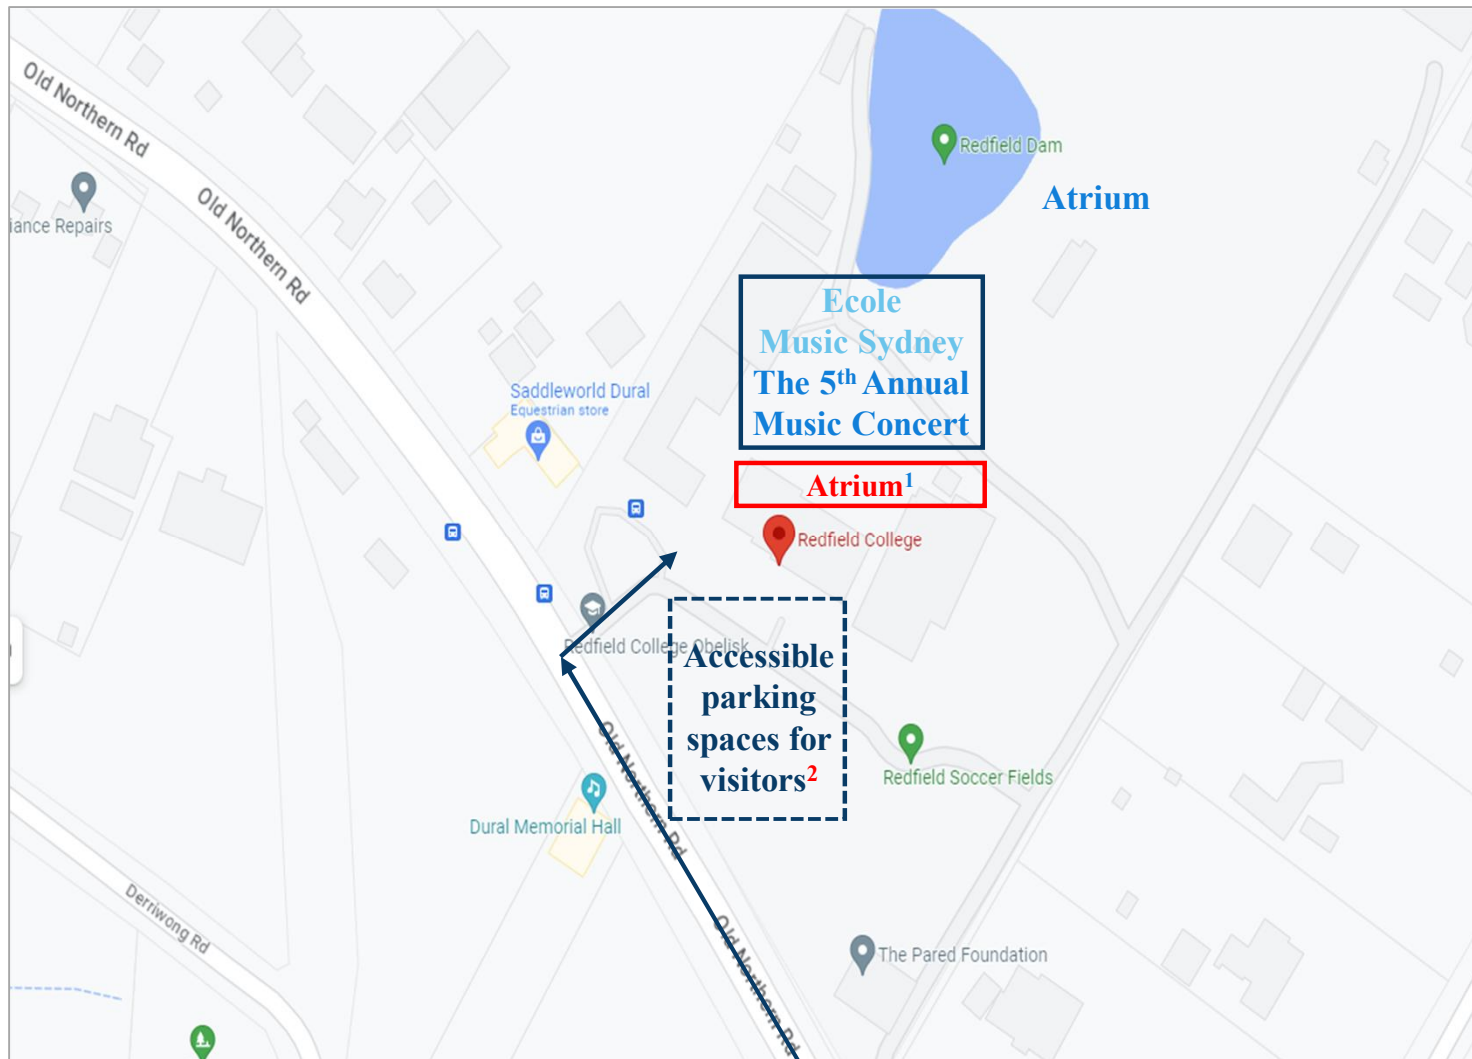 Old Northern Rd
Redfield Dam
Old Northern Rd
Atrium
iance Repairs
Ecole
Music Sydney
The 5th Annual
Music Concert
Saddleworld Dural
Equestrian store
Atrium1
Redfield College
Redfield College Obelisk
Accessible
parking
spaces for
visitors2
Old Northern Rd
Redfield Soccer Fields
Dural Memorial Hall
Derriwong Rd
Old Northern Rd
The Pared Foundation